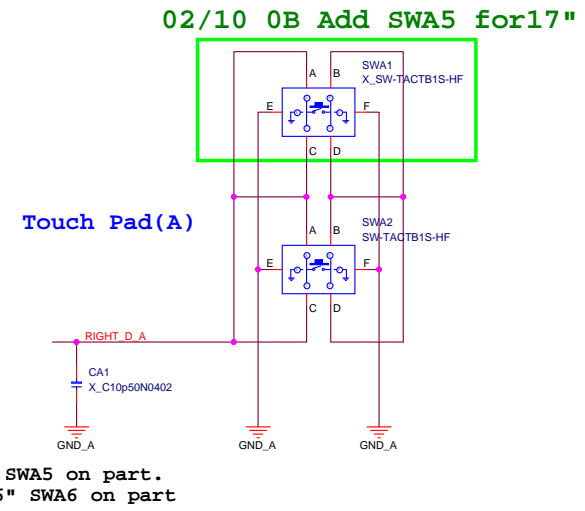 02/10 0B Add SWA5 for17"
SWA1
X_SW-TACTB1S-HF
A B
E F
C D
Touch Pad(A)
SWA2
SW-TACTB1S-HF
A B
E F
C D
RIGHT_D_A
CA1
X_C10p50N0402
GND_A GND_A GND_A
SWA5 on part.
" SWA6 on part